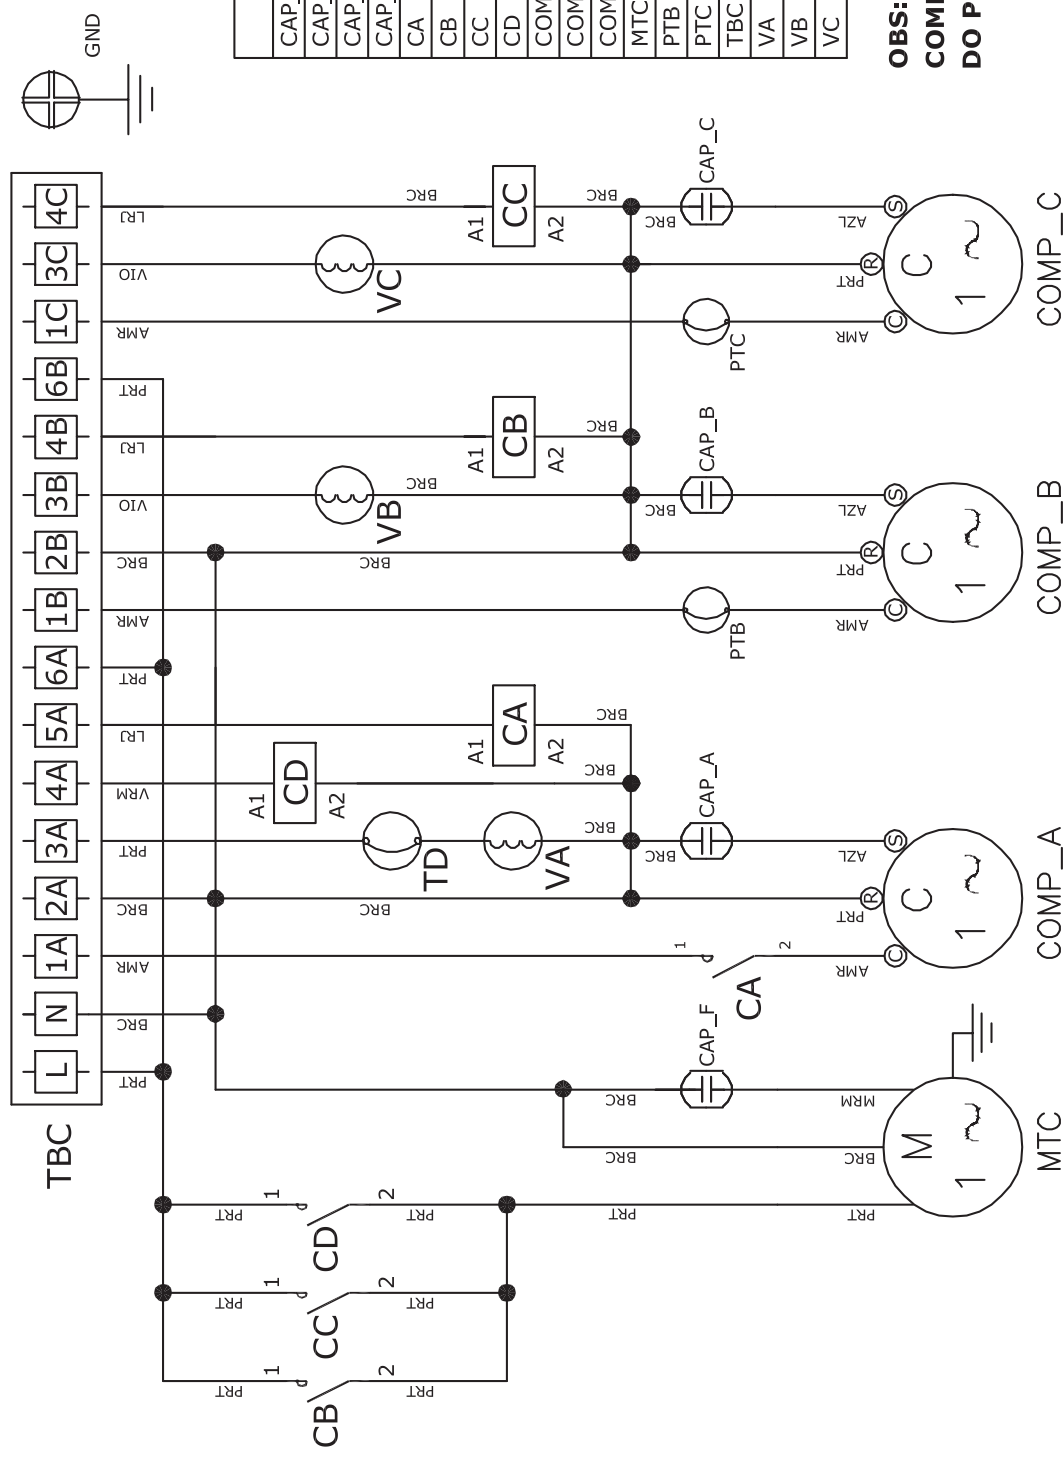 TBC L N 1A 2A 3A 4A 5A 6A 1B 2B 3B 4B 6B 1C 3C 4C
GND
PRT BRC AMR BRC PRT VRM LRJ PRT AMR BRC VIO LRJ PRT AMR VIO LRJ
PRT PRT PRT
1 1 1
A1
CD
A2
CB CC CD
2 2 2
VB
VC
TD
BRC BRC BRC BRC
PRT PRT PRT
A1 A1 A1
CA CB CC
A2 A2 A2
VA
BRC BRC BRC BRC BRC
PRT BRC BRC
BRC BRC BRC
1
CAP_F CAP_A CAP_B CAP_C
CA
2
PTB
PTC
PRT BRC MRM
AMR PRT AZL
AMR PRT AZL
AMR PRT AZL
C R S
C R S
C R S
M C C C
1 1 1 1
MTC COMP_A COMP_B COMP_C
CAP_
CAP_
CAP_
CAP_
CA
CB
CC
CD
COM
COM
COM
MTC
PTB
PTC
TBC
VA
VB
VC
OBS:
COM
DO P